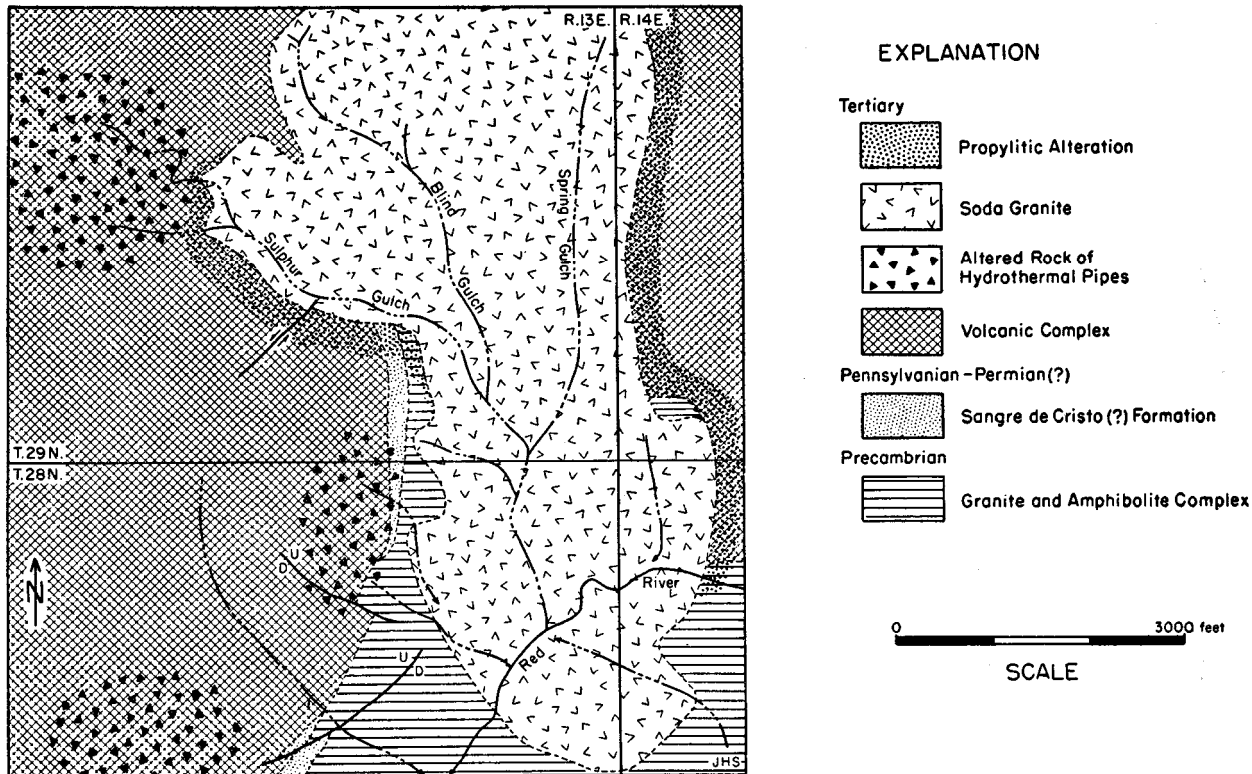 R.13E. R.14E.
Blind
Gulch
Spring
Gulch
Sulphur
Gulch
T.29N.
T.28N.
N
U
D
U
D
River
Red
JHS
EXPLANATION
Tertiary
Propylitic Alteration
Soda Granite
Altered Rock of
Hydrothermal Pipes
Volcanic Complex
Pennsylvanian-Permian(?)
Sangre de Cristo(?) Formation
Precambrian
Granite and Amphibolite Complex
0 3000 feet
SCALE